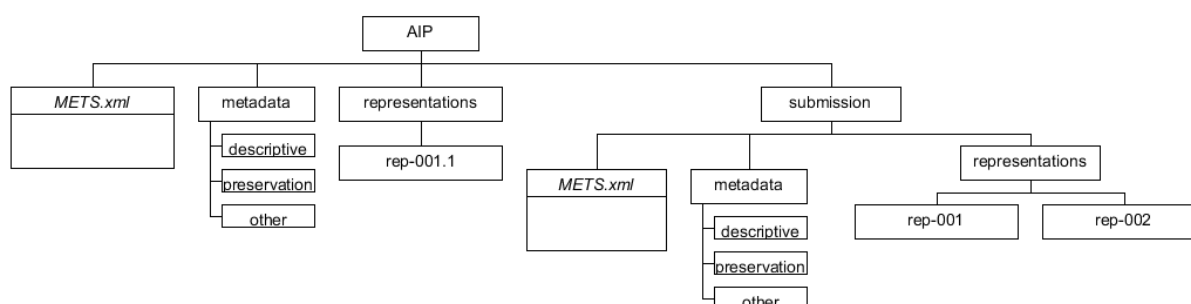 AIP
METS.xml
metadata
representations
submission
descriptive
preservation
other
rep-001.1
METS.xml
metadata
representations
descriptive
preservation
other
rep-001
rep-002